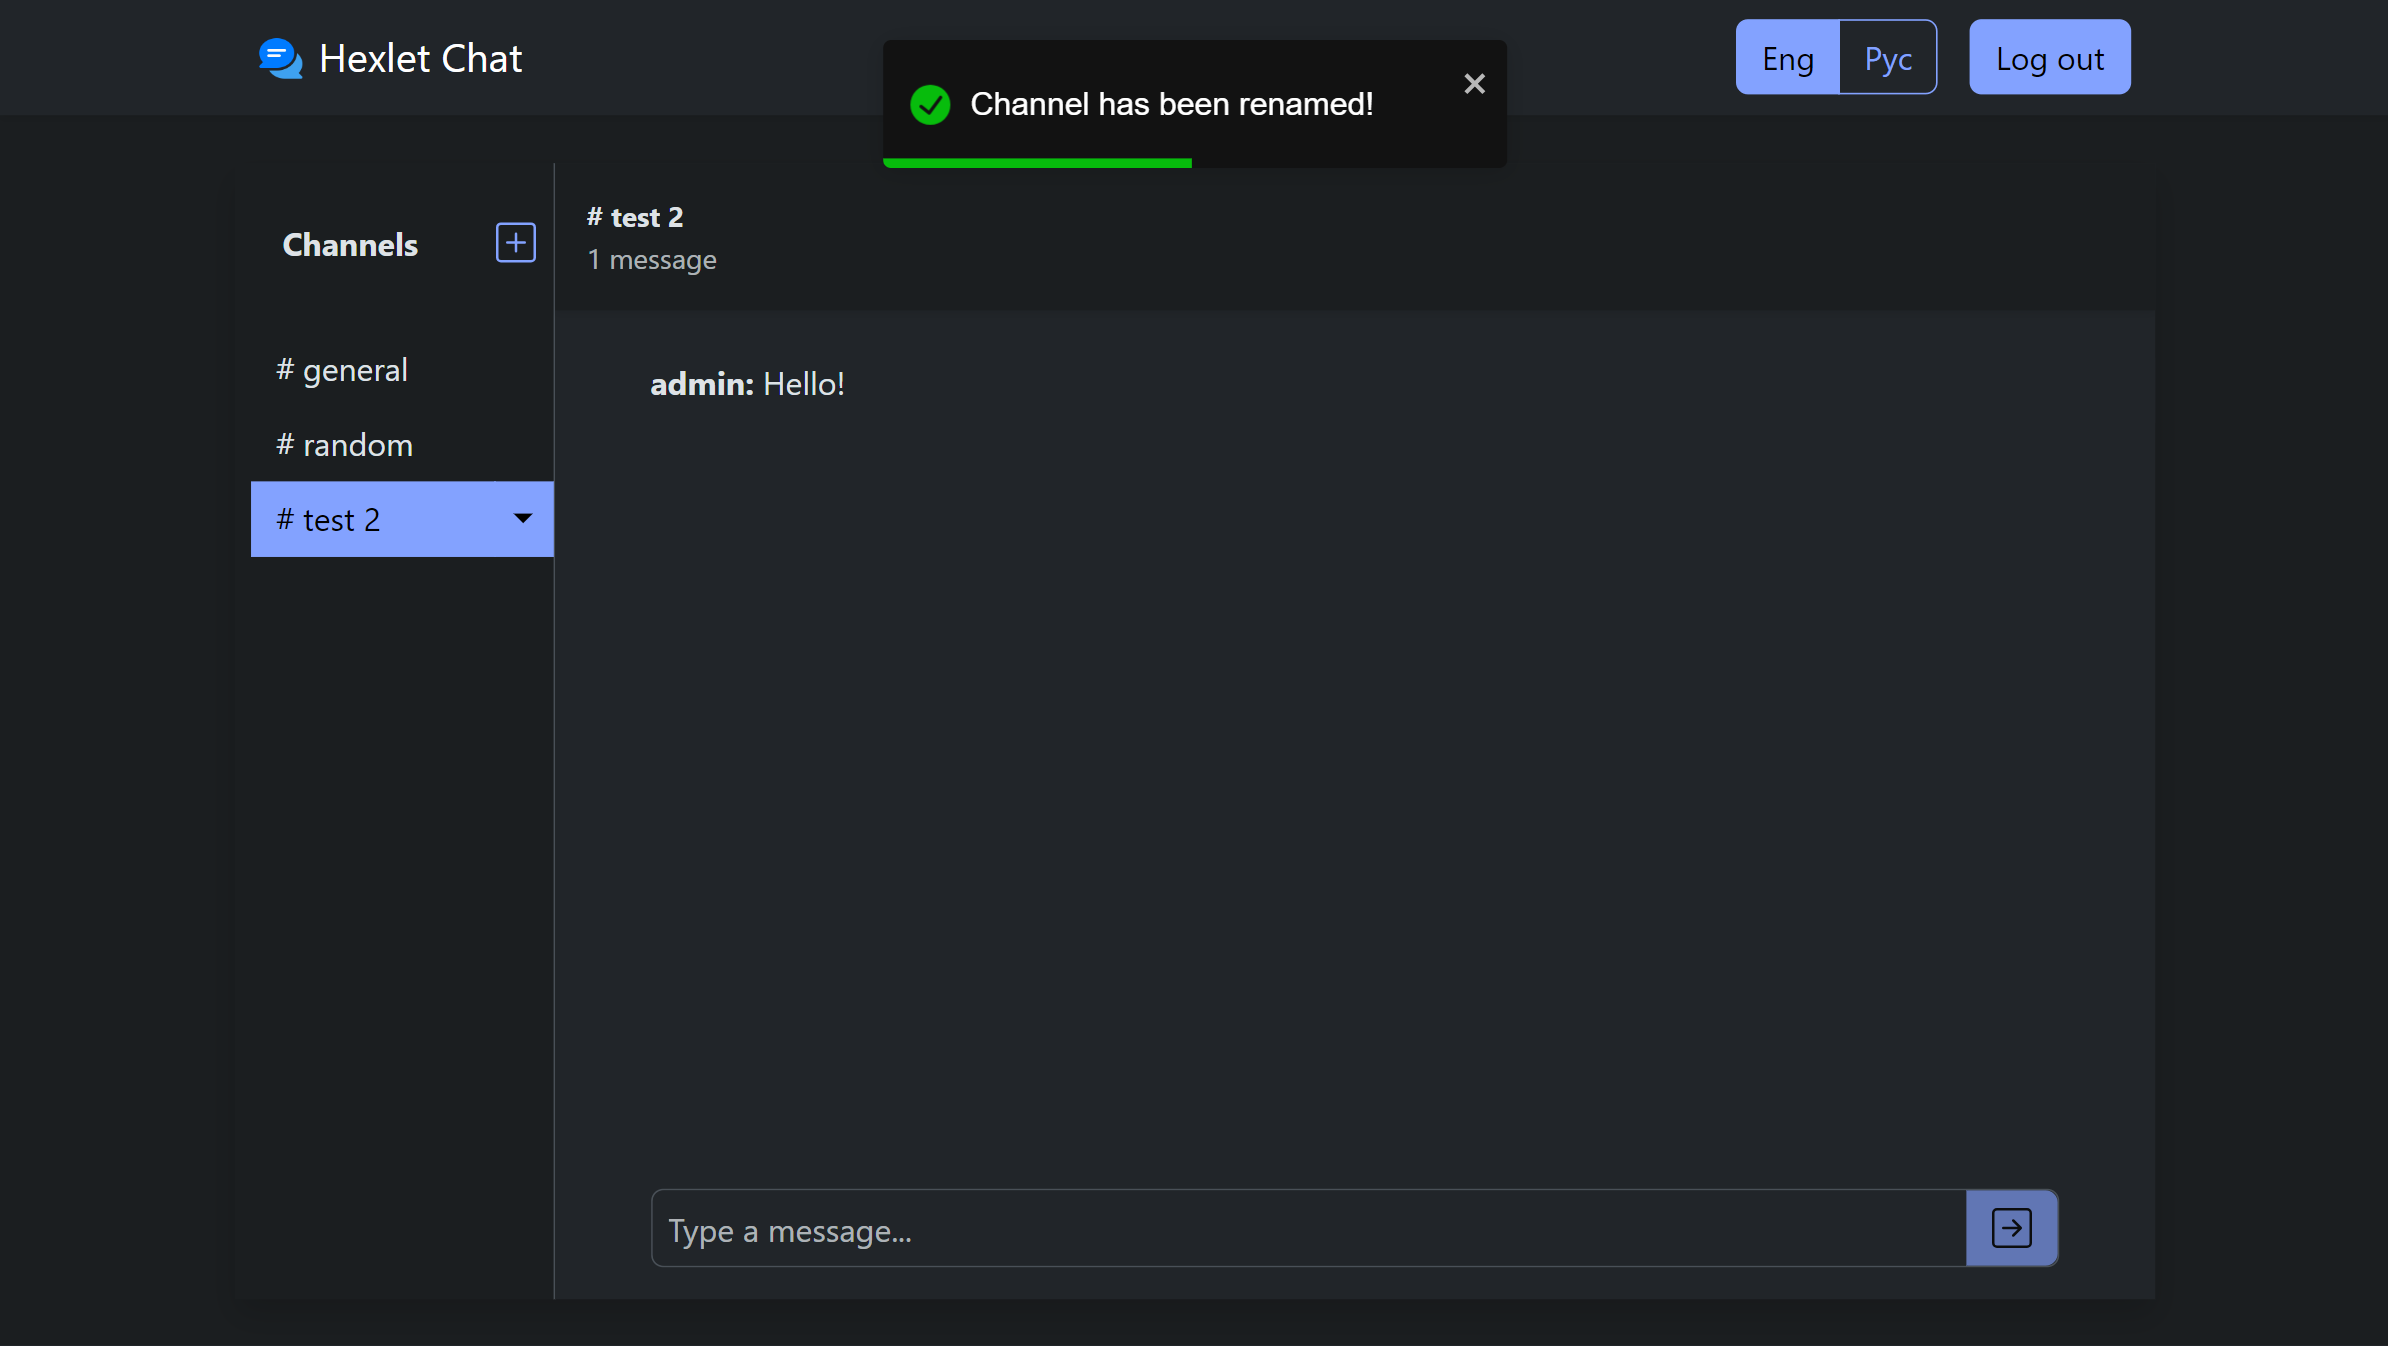 Hexlet Chat
Channel has been renamed!
Eng
Рус
Log out
Channels
# general
# random
# test 2
# test 2
1 message
admin: Hello!
Type a message...